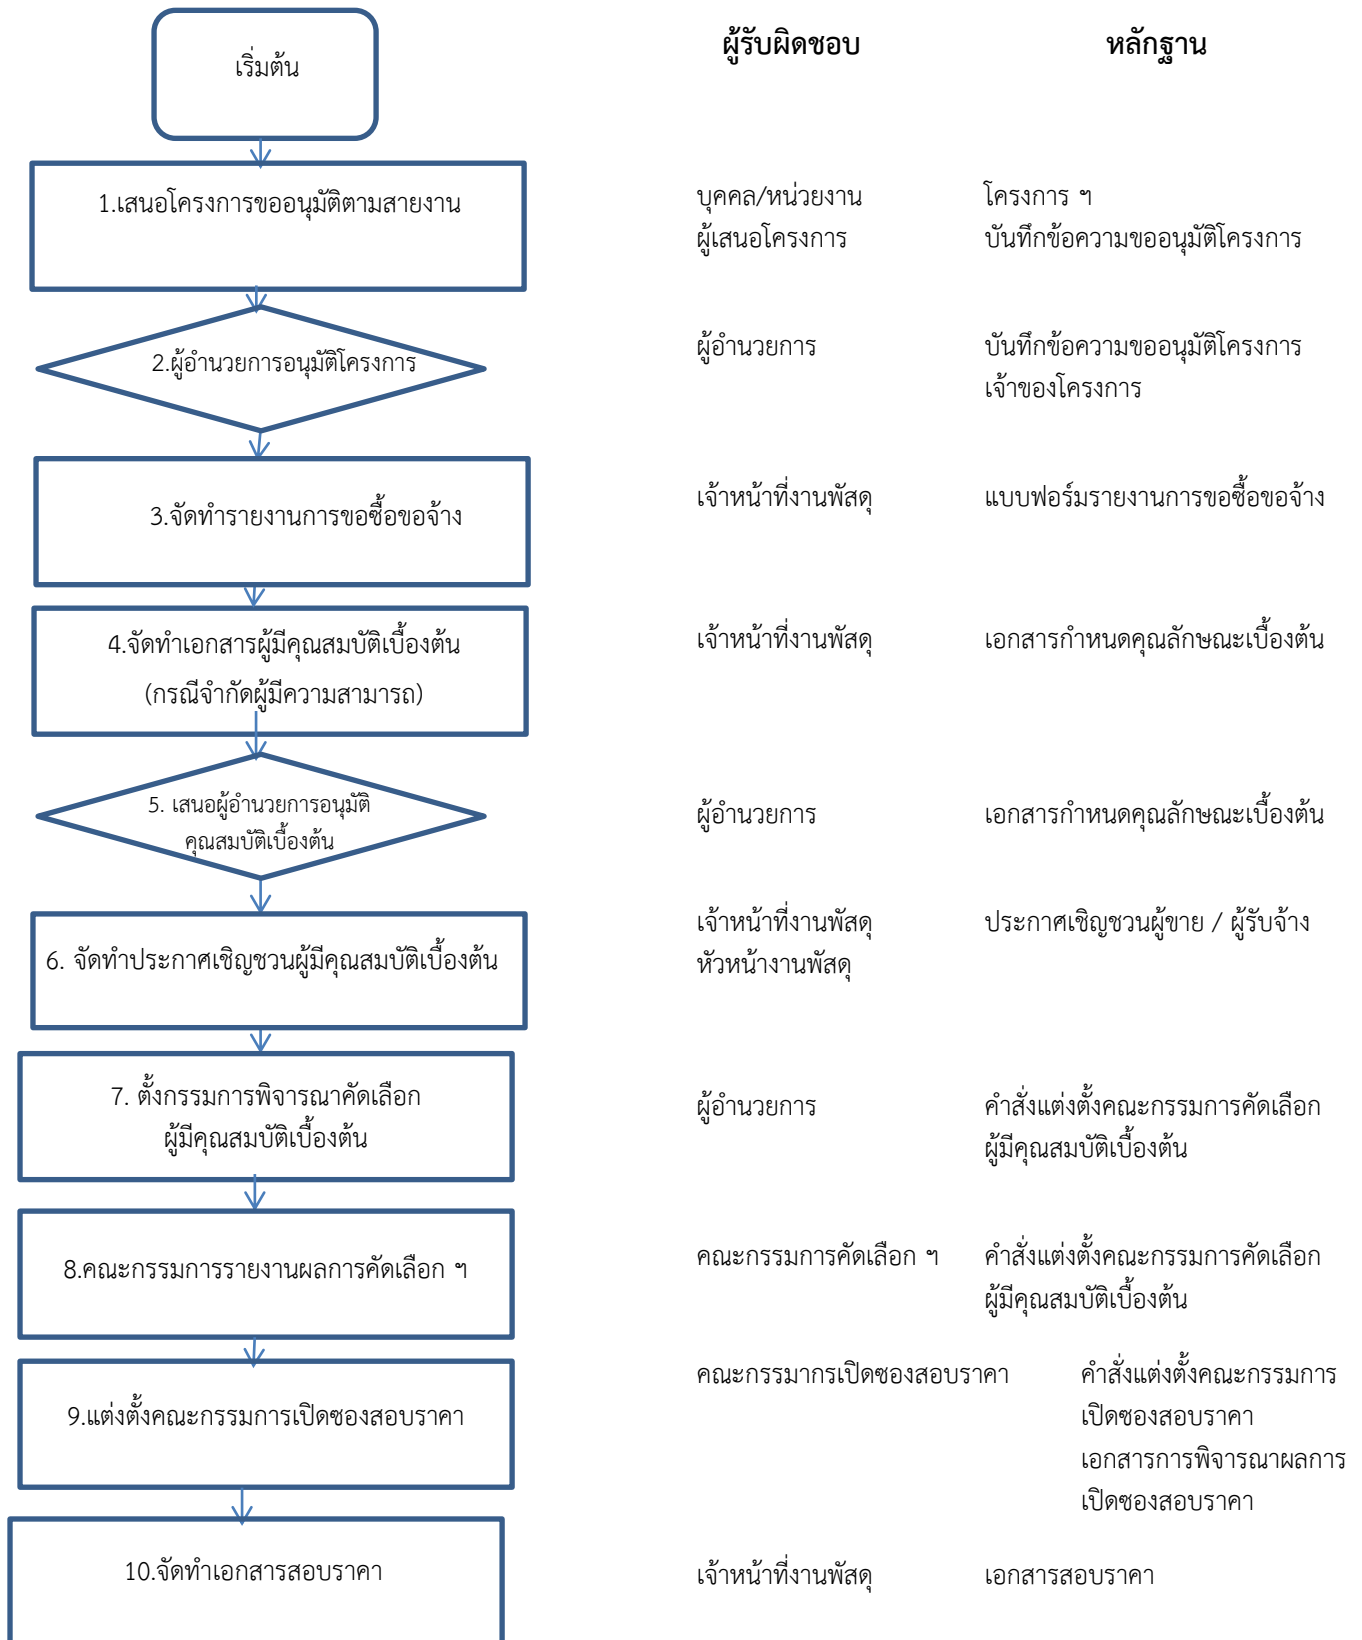 เริ่มต้น
ผู้รับผิดชอบ หลักฐาน
1.เสนอโครงการขออนุมัติตามสายงาน
บุคคล/หน่วยงาน โครงการ ฯ
ผู้เสนอโครงการ บันทึกข้อความขออนุมัติโครงการ
2.ผู้อำนวยการอนุมัติโครงการ
ผู้อำนวยการ บันทึกข้อความขออนุมัติโครงการ
เจ้าของโครงการ
3.จัดทำรายงานการขอซื้อขอจ้าง
เจ้าหน้าที่งานพัสดุ แบบฟอร์มรายงานการขอซื้อขอจ้าง
4.จัดทำเอกสารผู้มีคุณสมบัติเบื้องต้น
(กรณีจำกัดผู้มีความสามารถ)
เจ้าหน้าที่งานพัสดุ เอกสารกำหนดคุณลักษณะเบื้องต้น
5. เสนอผู้อำนวยการอนุมัติ
คุณสมบัติเบื้องต้น
ผู้อำนวยการ เอกสารกำหนดคุณลักษณะเบื้องต้น
6. จัดทำประกาศเชิญชวนผู้มีคุณสมบัติเบื้องต้น
เจ้าหน้าที่งานพัสดุ ประกาศเชิญชวนผู้ขาย / ผู้รับจ้าง
หัวหน้างานพัสดุ
7. ตั้งกรรมการพิจารณาคัดเลือก
ผู้มีคุณสมบัติเบื้องต้น
ผู้อำนวยการ คำสั่งแต่งตั้งคณะกรรมการคัดเลือก
ผู้มีคุณสมบัติเบื้องต้น
8.คณะกรรมการรายงานผลการคัดเลือก ฯ
คณะกรรมการคัดเลือก ฯ คำสั่งแต่งตั้งคณะกรรมการคัดเลือก
ผู้มีคุณสมบัติเบื้องต้น
9.แต่งตั้งคณะกรรมการเปิดซองสอบราคา
คณะกรรมากรเปิดซองสอบราคา คำสั่งแต่งตั้งคณะกรรมการ
เปิดซองสอบราคา
เอกสารการพิจารณาผลการ
เปิดซองสอบราคา
10.จัดทำเอกสารสอบราคา
เจ้าหน้าที่งานพัสดุ เอกสารสอบราคา